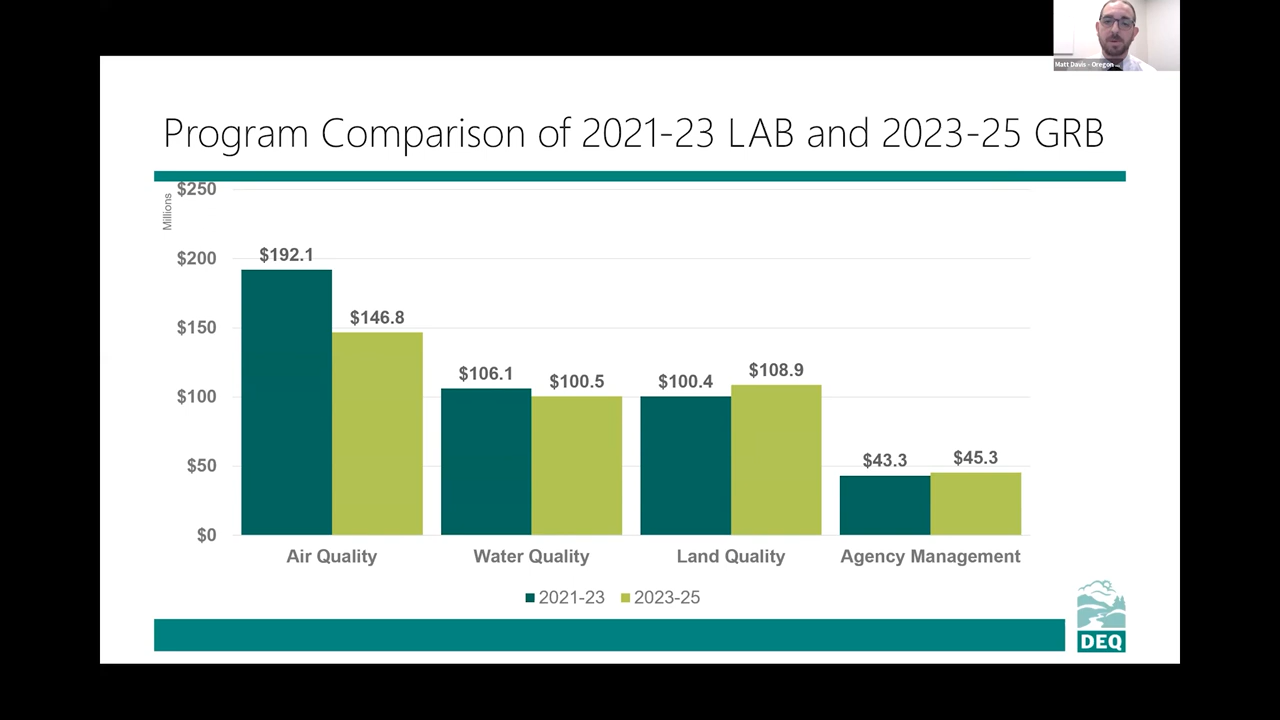 Matt Davis - Oregon ...
Program Comparison of 2021-23 LAB and 2023-25 GRB
Millions
$250
$200
$150
$100
$50
$0
$192.1
$146.8
$106.1
$100.5
$100.4
$108.9
$43.3
$45.3
Air Quality
Water Quality
Land Quality
Agency Management
2021-23
2023-25
DEQ